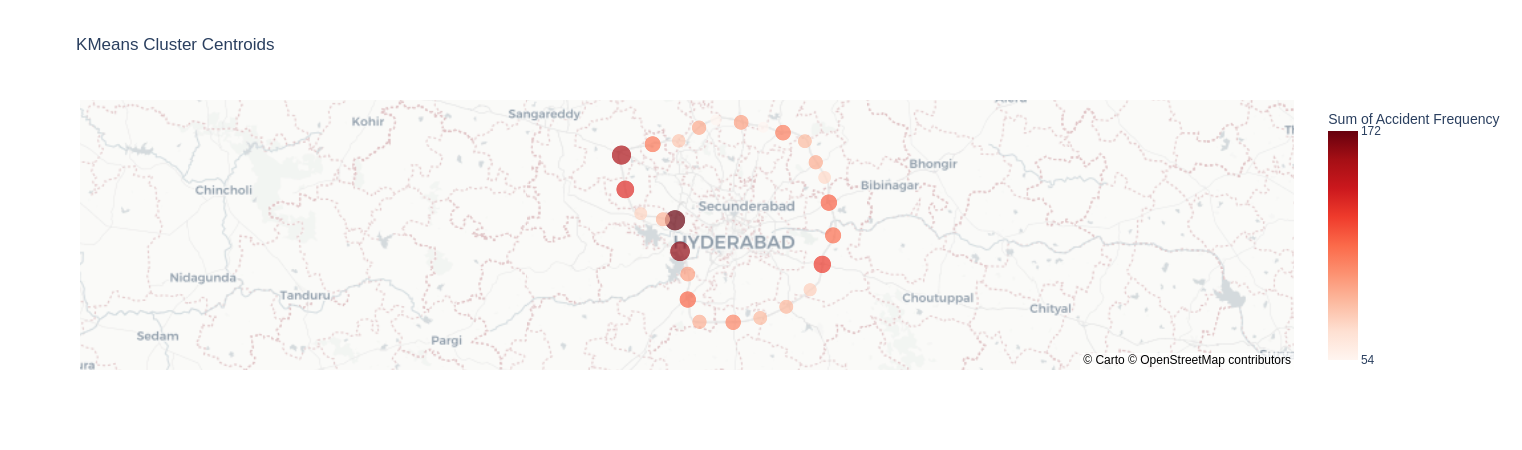 KMeans Cluster Centroids
Sangareddy
Kohir
Sum of Accident Frequency
172
Bhongir
Chincholi
Bibinagar
Secunderabad
HYDERABAD
Nidagunda
Tanduru
Choutuppal
Chityal
Sedam
Pargi
© Carto © OpenStreetMap contributors
54